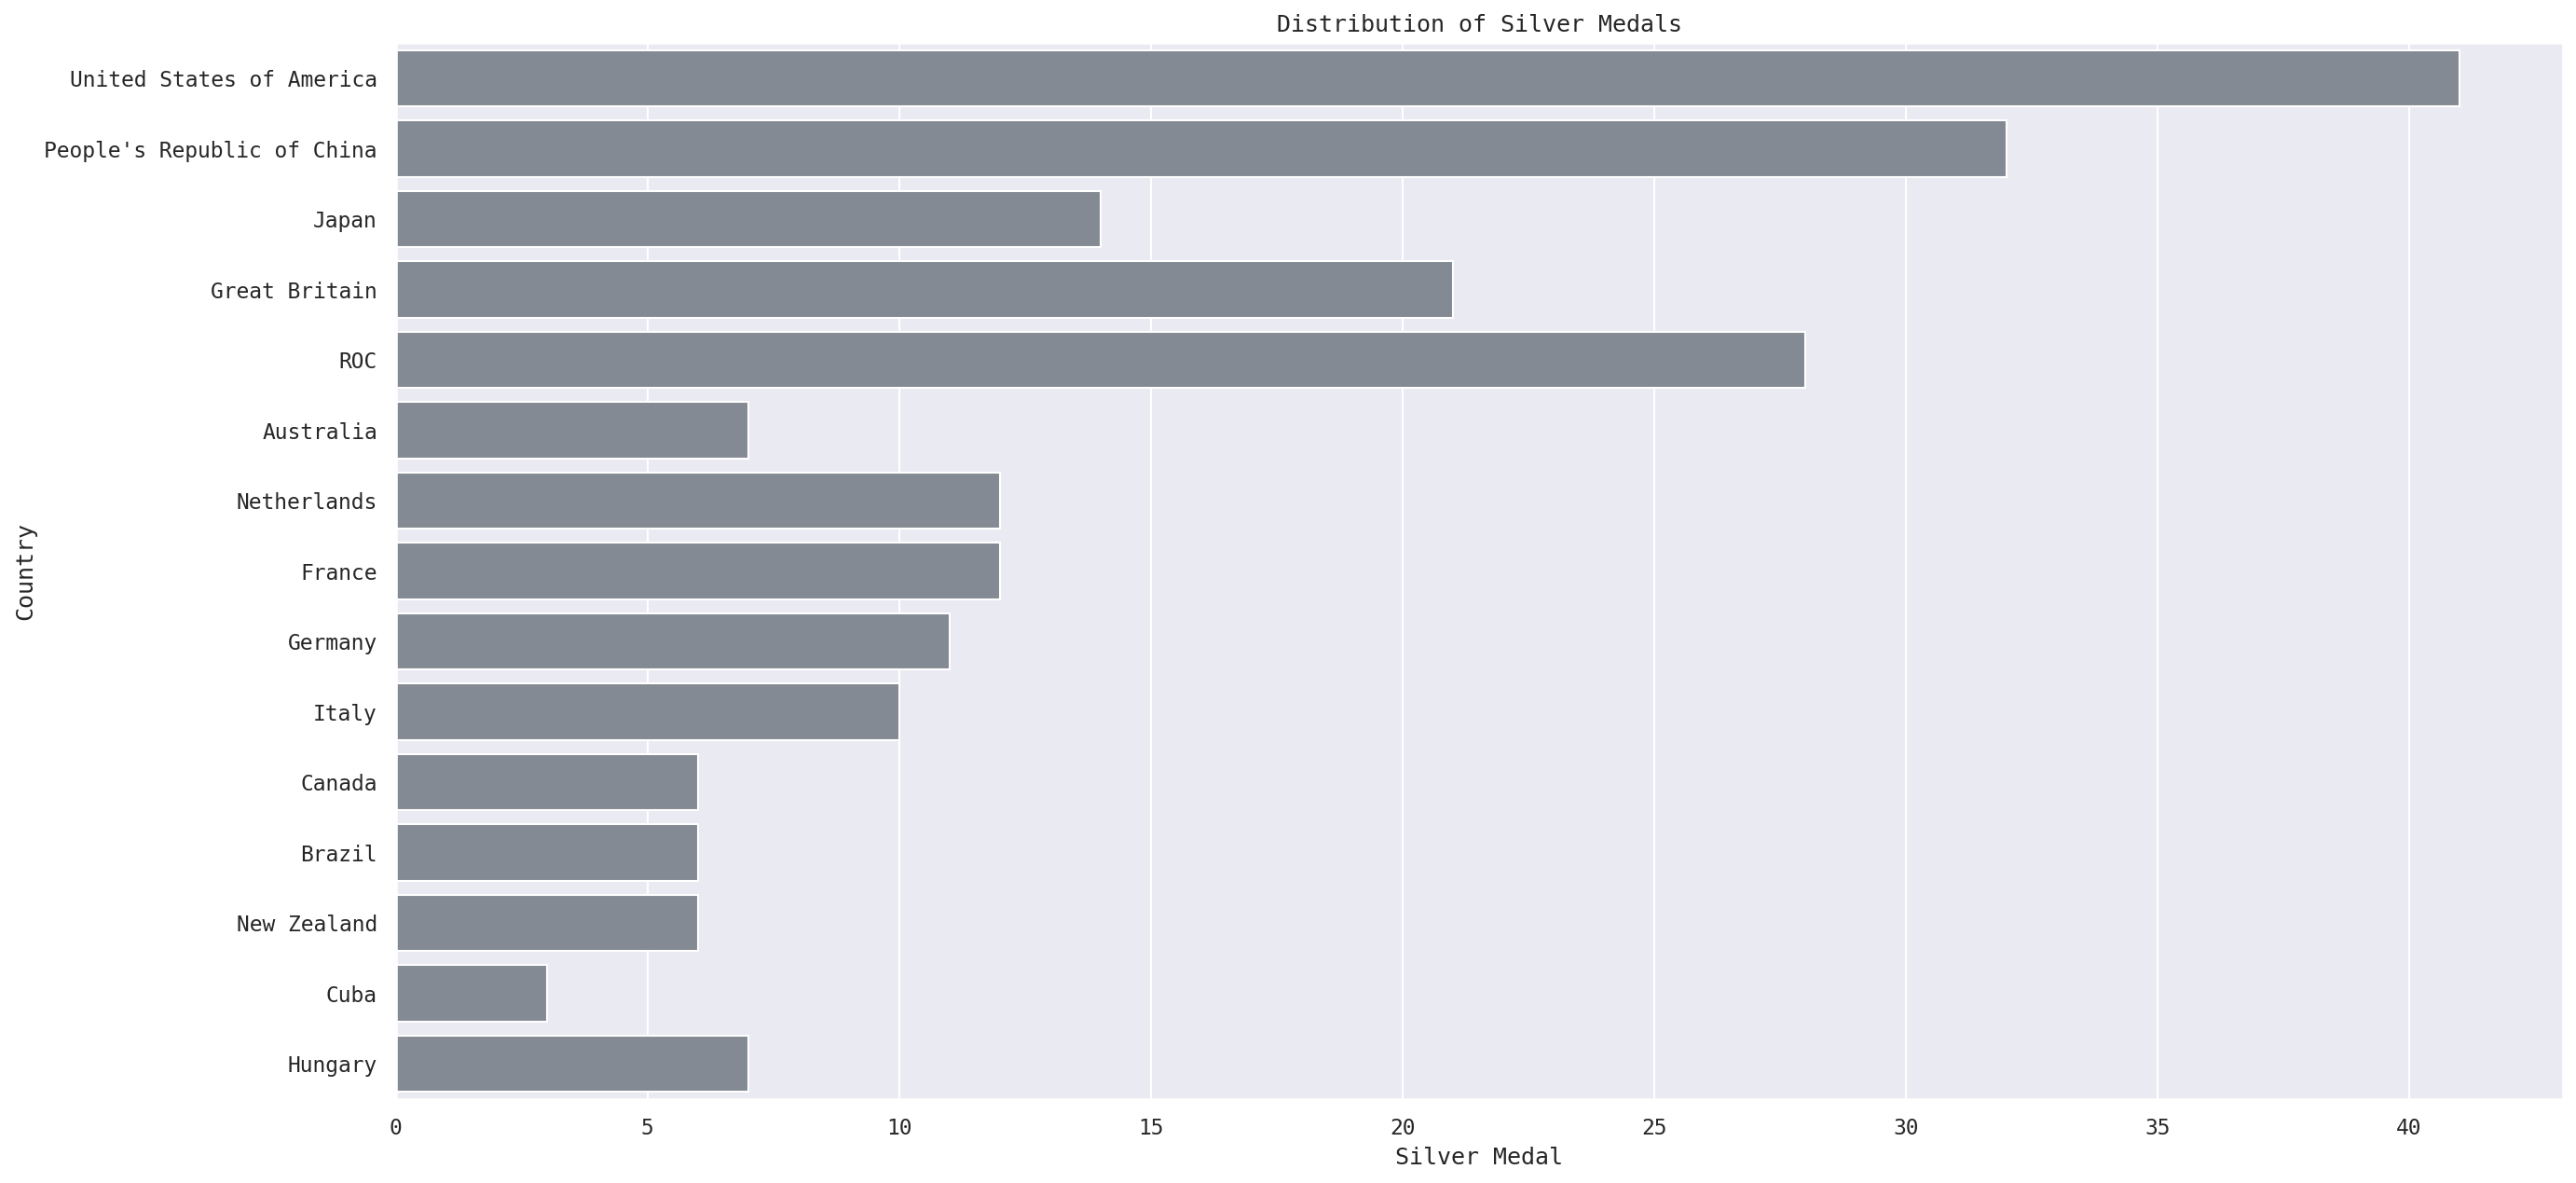 Distribution of Silver Medals
United States of America
People's Republic of China
Japan
Great Britain
ROC
Australia
Netherlands
France
Germany
Italy
Canada
Brazil
New Zealand
Cuba
Hungary
Country
0 5 10 15 20 25 30 35 40
Silver Medal